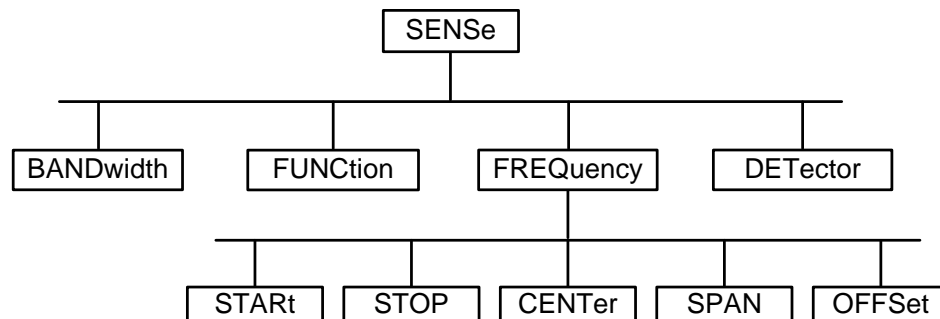 SENSe
BANDwidth FUNCtion FREQuency DETector
STARt STOP CENTer SPAN OFFSet